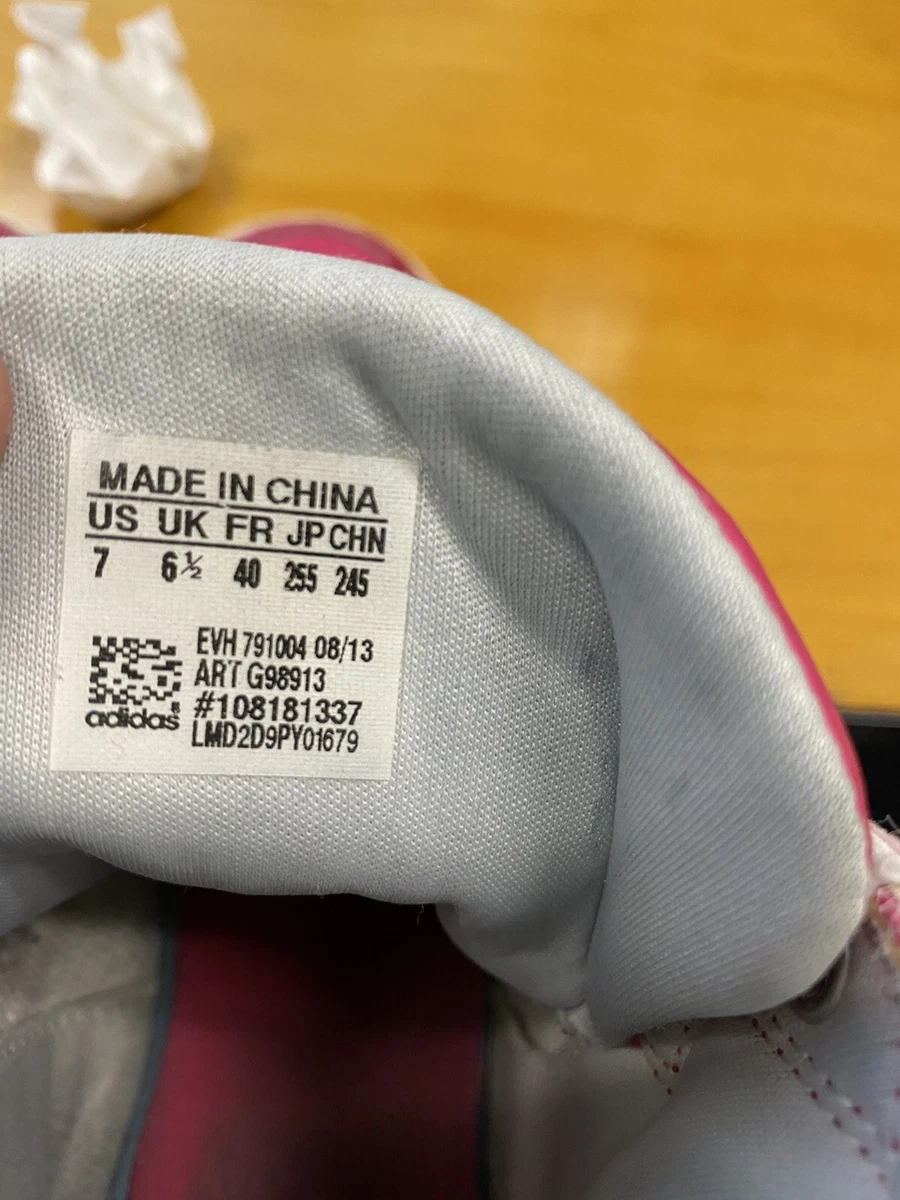 MADE IN CHINA
US UK FR JP CHN
7 6½ 40 255 245
EVH 791004 08/13
ART G98913
#108181337
adidas®
LMD2D9PY01679